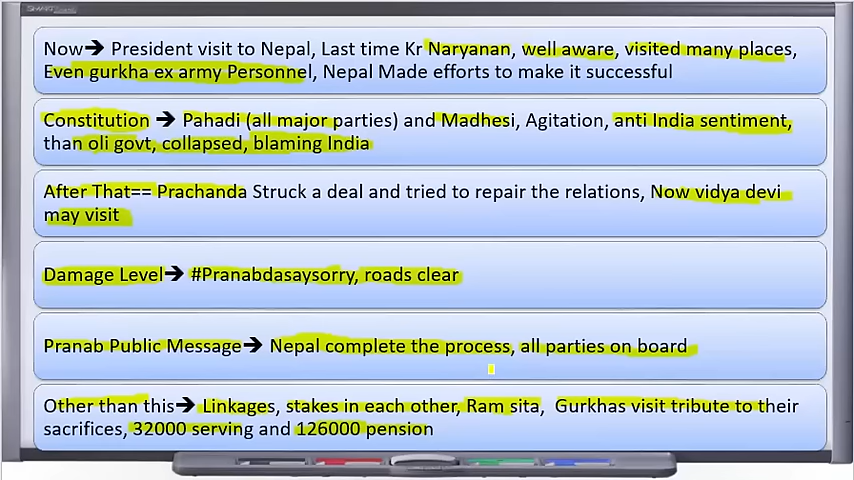 Now➔ President visit to Nepal, Last time Kr Naryanan, well aware, visited many places,
Even gurkha ex army Personnel, Nepal Made efforts to make it successful
Constitution ➔ Pahadi (all major parties) and Madhesi, Agitation, anti India sentiment,
than oli govt, collapsed, blaming India
After That== Prachanda Struck a deal and tried to repair the relations, Now vidya devi
may visit
Damage Level➔ #Pranabdasaysorry, roads clear
Pranab Public Message➔ Nepal complete the process, all parties on board
Other than this➔ Linkages, stakes in each other, Ram sita, Gurkhas visit tribute to their
sacrifices, 32000 serving and 126000 pension